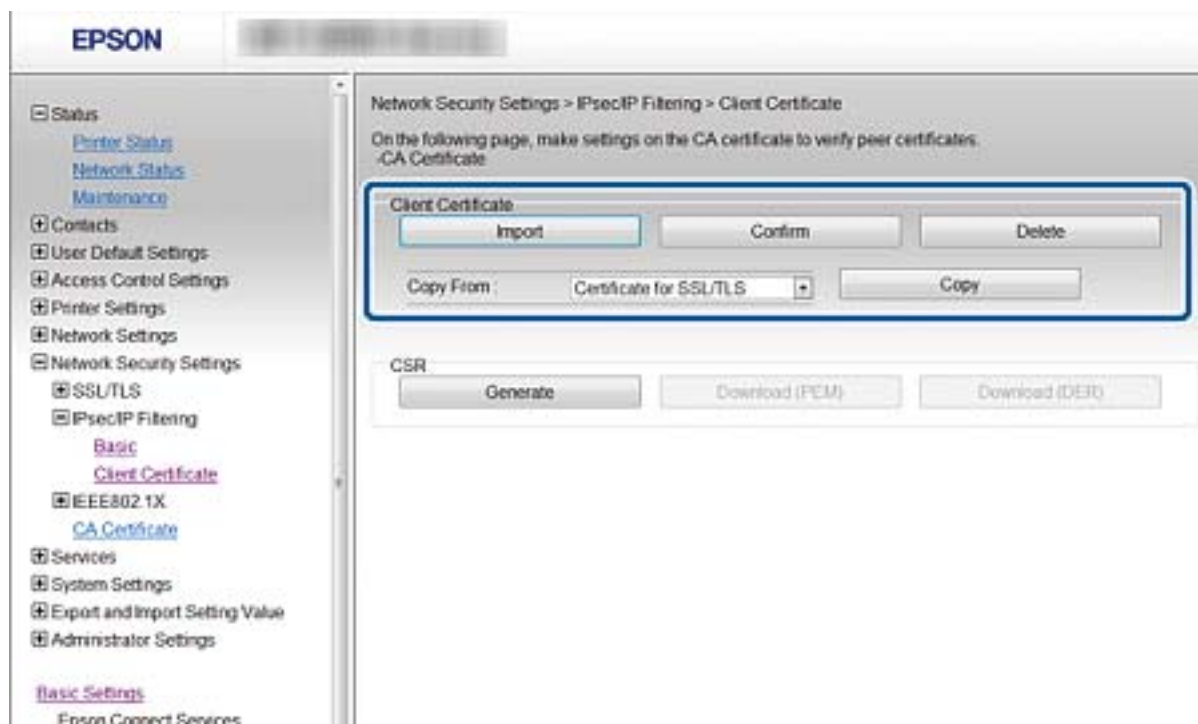 EPSON
Status
Printer Status
Network Status
Maintenance
Contacts
User Default Settings
Access Control Settings
Printer Settings
Network Settings
Network Security Settings
SSL/TLS
IPsec/IP Filtering
Basic
Client Certificate
IEEE802.1X
CA Certificate
Services
System Settings
Export and Import Setting Value
Administrator Settings
Basic Settings
Epson Connect Services
Network Security Settings > IPsec/IP Filtering > Client Certificate
On the following page, make settings on the CA certificate to verify peer certificates.
-CA Certificate
Client Certificate
Import Confirm Delete
Copy From : Certificate for SSL/TLS Copy
CSR
Generate Download (PEM) Download (DER)